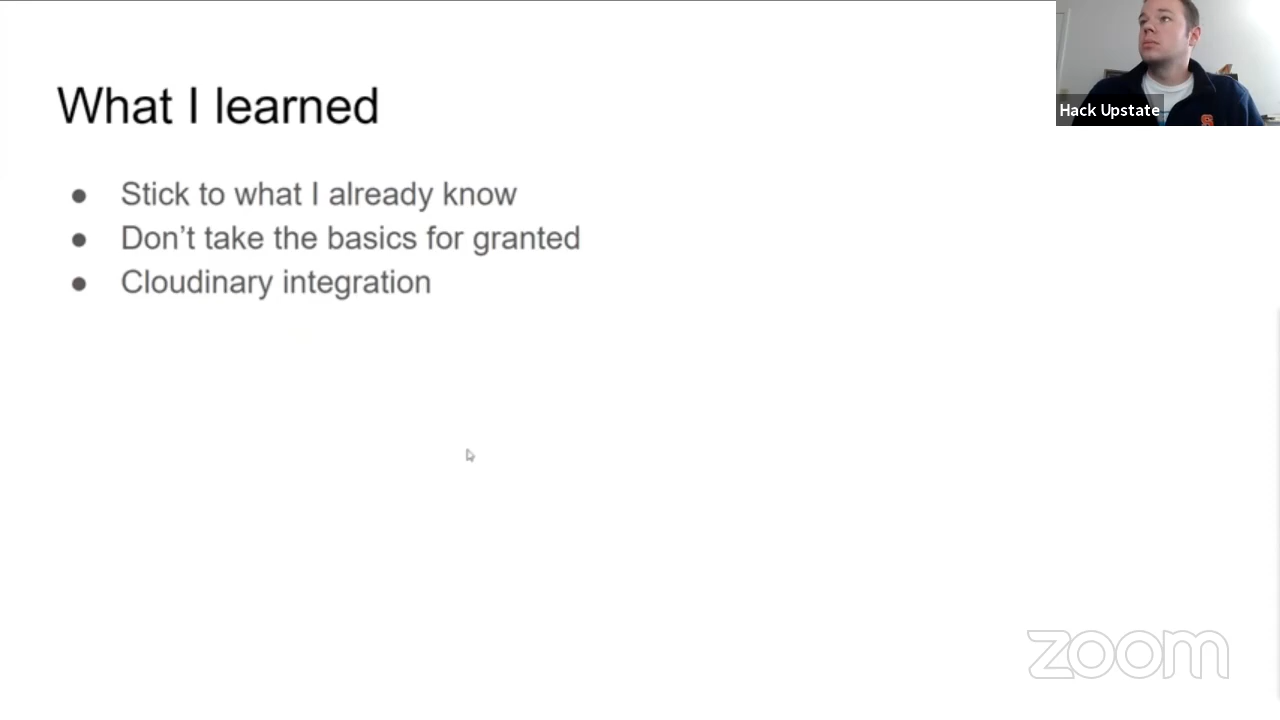 What I learned
● Stick to what I already know
● Don't take the basics for granted
● Cloudinary integration
Hack Upstate
zoom